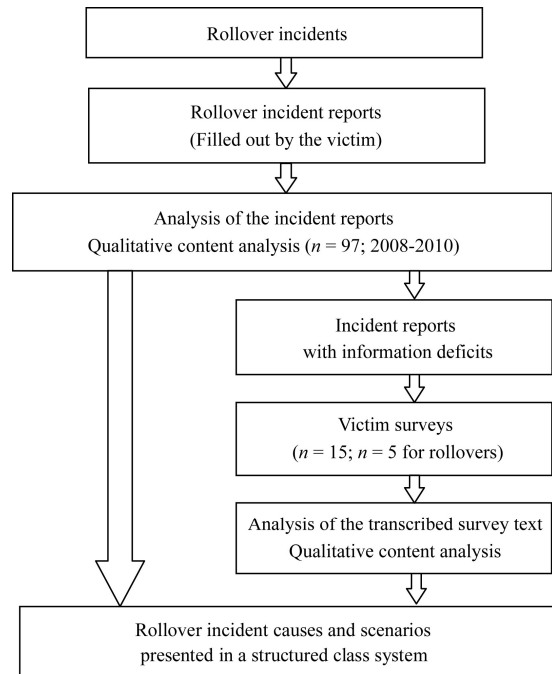 Rollover incidents
Rollover incident reports
(Filled out by the victim)
Analysis of the incident reports
Qualitative content analysis (n = 97; 2008-2010)
Incident reports
with information deficits
Victim surveys
(n = 15; n = 5 for rollovers)
Analysis of the transcribed survey text
Qualitative content analysis
Rollover incident causes and scenarios
presented in a structured class system